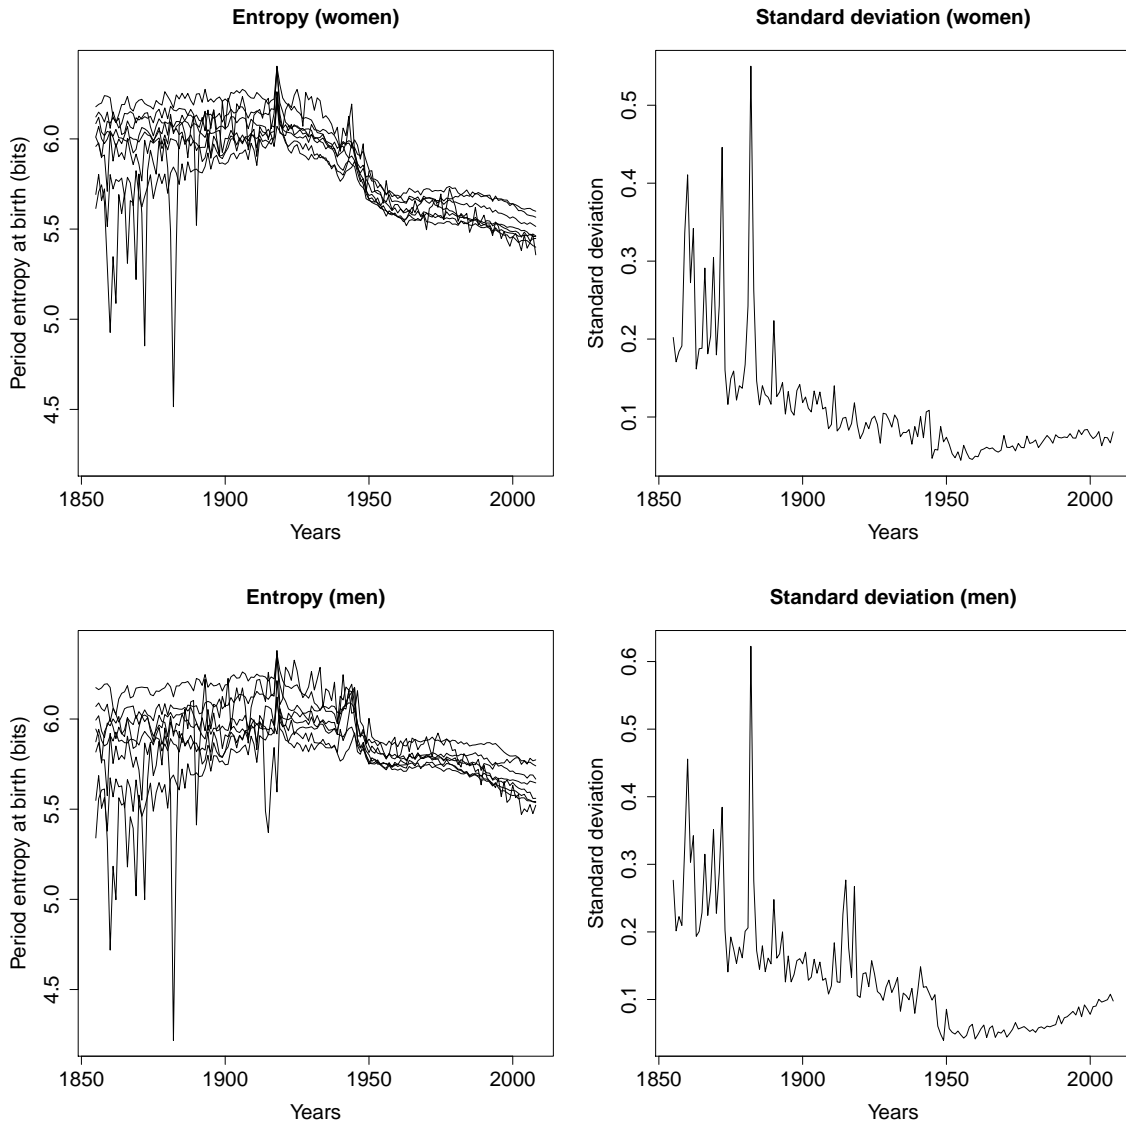 Entropy (women)
Period entropy at birth (bits)
6.0
5.5
5.0
4.5
1850 1900 1950 2000
Years
Standard deviation (women)
Standard deviation
0.5
0.4
0.3
0.2
0.1
1850 1900 1950 2000
Years
Entropy (men)
Period entropy at birth (bits)
6.0
5.5
5.0
4.5
1850 1900 1950 2000
Years
Standard deviation (men)
Standard deviation
0.6
0.5
0.4
0.3
0.2
0.1
1850 1900 1950 2000
Years